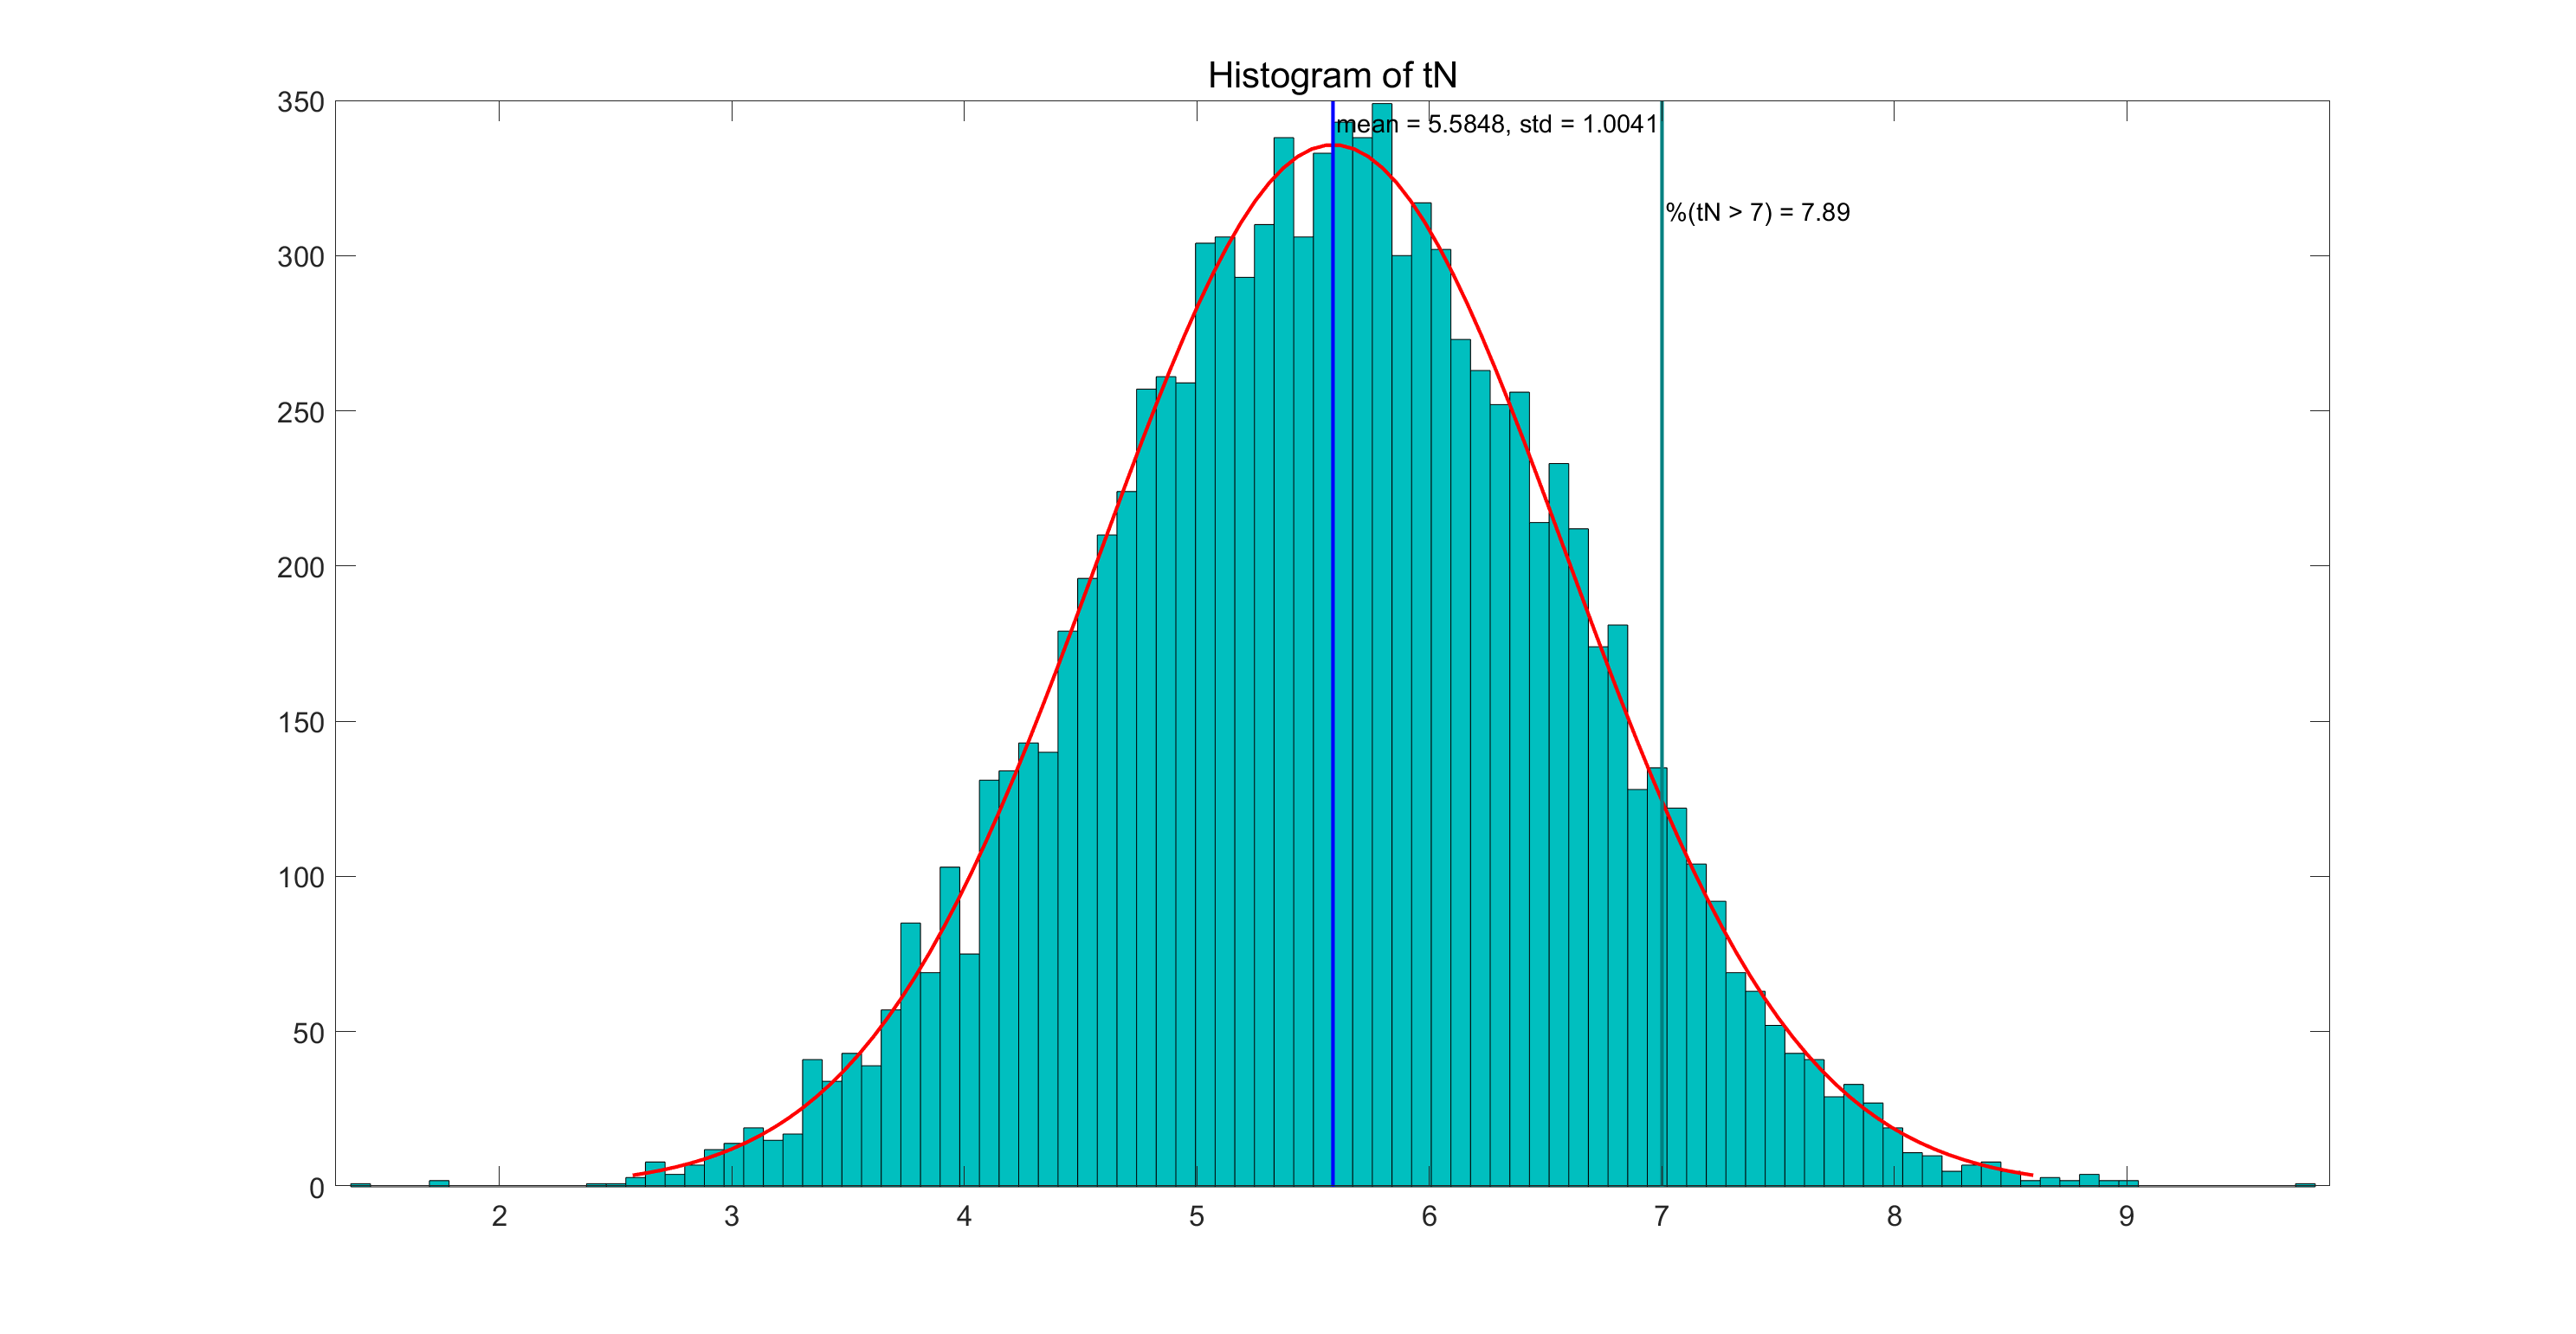 Histogram of tN
350
mean = 5.5848, std = 1.0041
%(tN > 7) = 7.89
300
250
200
150
100
50
0
2 3 4 5 6 7 8 9